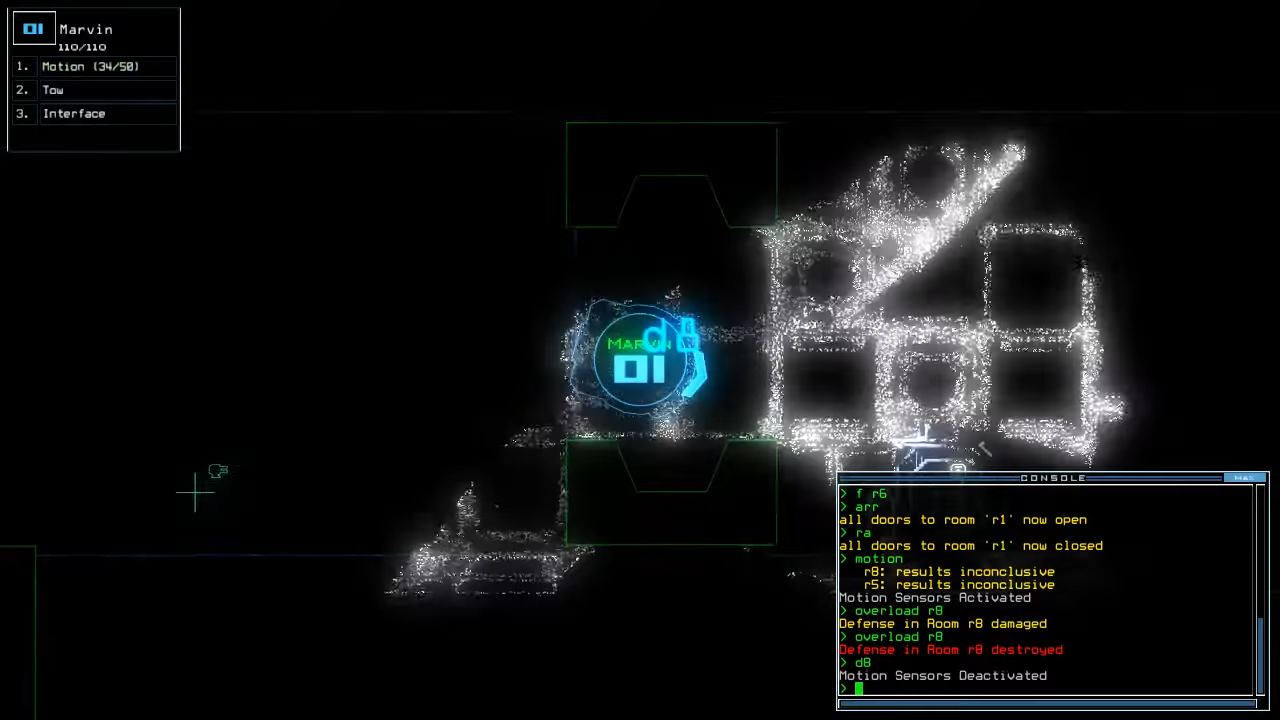 01 Marvin
110/110
1. Motion (34/50)
2. Tow
3. Interface
d8
Marvin
01
CONSOLE
MAX
> f r6
> arr
all doors to room 'r1' now open
> ra
all doors to room 'r1' now closed
> motion
r8: results inconclusive
r5: results inconclusive
Motion Sensors Activated
> overload r8
Defense in Room r8 damaged
> overload r8
Defense in Room r8 destroyed
> d8
Motion Sensors Deactivated
>